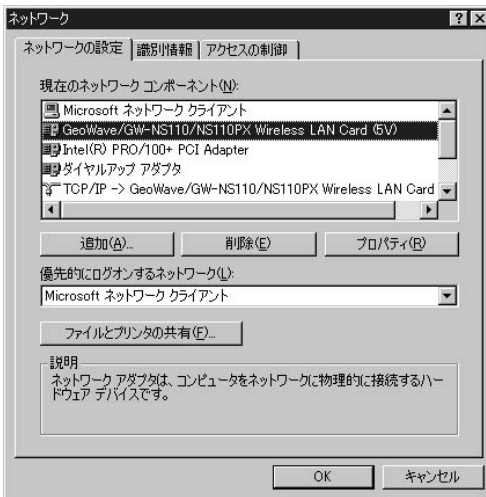 ネットワーク
ネットワークの設定 識別情報 アクセスの制御
現在のネットワーク コンポーネント(N):
Microsoft ネットワーク クライアント
GeoWave/GW-NS110/NS110PX Wireless LAN Card (5V)
Intel(R) PRO/100+ PCI Adapter
ダイヤルアップ アダプタ
TCP/IP -> GeoWave/GW-NS110/NS110PX Wireless LAN Card
追加(A)... 削除(E) プロパティ(R)
優先的にログオンするネットワーク(L):
Microsoft ネットワーク クライアント
ファイルとプリンタの共有(F)...
説明
ネットワーク アダプタは、コンピュータをネットワークに物理的に接続するハー
ドウェア デバイスです。
OK キャンセル